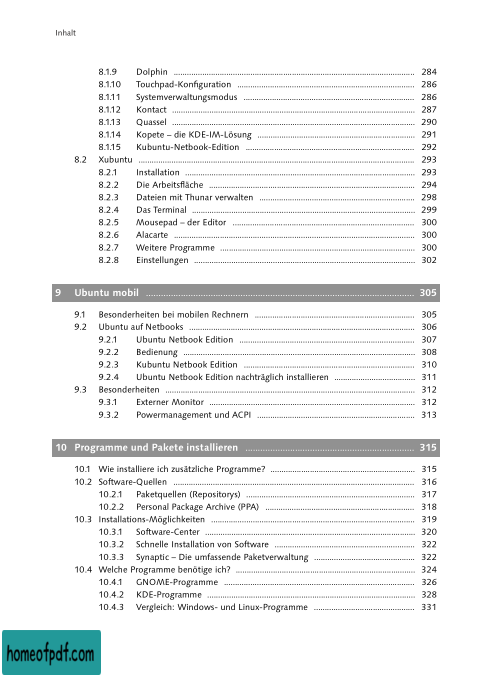 Inhalt
8.1.9 Dolphin ... 284
8.1.10 Touchpad-Konfiguration ... 286
8.1.11 Systemverwaltungsmodus ... 286
8.1.12 Kontact ... 287
8.1.13 Quassel ... 290
8.1.14 Kopete – die KDE-IM-Lösung ... 291
8.1.15 Kubuntu-Netbook-Edition ... 292
8.2 Xubuntu ... 293
8.2.1 Installation ... 293
8.2.2 Die Arbeitsfläche ... 294
8.2.3 Dateien mit Thunar verwalten ... 298
8.2.4 Das Terminal ... 299
8.2.5 Mousepad – der Editor ... 300
8.2.6 Alacarte ... 300
8.2.7 Weitere Programme ... 300
8.2.8 Einstellungen ... 302
9 Ubuntu mobil ... 305
9.1 Besonderheiten bei mobilen Rechnern ... 305
9.2 Ubuntu auf Netbooks ... 306
9.2.1 Ubuntu Netbook Edition ... 307
9.2.2 Bedienung ... 308
9.2.3 Kubuntu Netbook Edition ... 310
9.2.4 Ubuntu Netbook Edition nachträglich installieren ... 311
9.3 Besonderheiten ... 312
9.3.1 Externer Monitor ... 312
9.3.2 Powermanagement und ACPI ... 313
10 Programme und Pakete installieren ... 315
10.1 Wie installiere ich zusätzliche Programme? ... 315
10.2 Software-Quellen ... 316
10.2.1 Paketquellen (Repositorys) ... 317
10.2.2 Personal Package Archive (PPA) ... 318
10.3 Installations-Möglichkeiten ... 319
10.3.1 Software-Center ... 320
10.3.2 Schnelle Installation von Software ... 322
10.3.3 Synaptic – Die umfassende Paketverwaltung ... 322
10.4 Welche Programme benötige ich? ... 324
10.4.1 GNOME-Programme ... 326
10.4.2 KDE-Programme ... 328
10.4.3 Vergleich: Windows- und Linux-Programme ... 331
homeofpdf.com